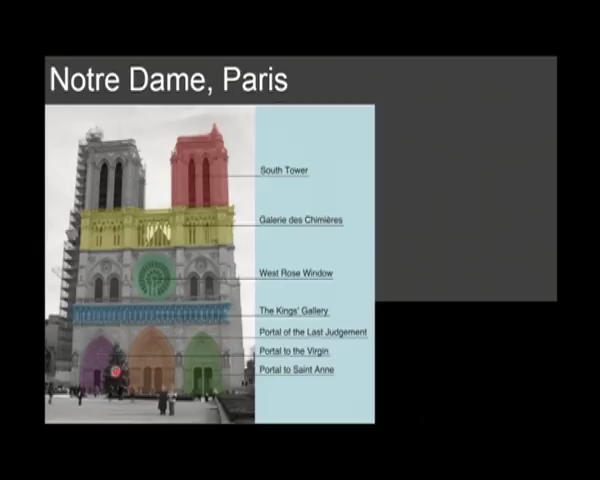 Notre Dame, Paris
South Tower
Galerie des Chimières
West Rose Window
The Kings' Gallery
Portal of the Last Judgement
Portal to the Virgin
Portal to Saint Anne